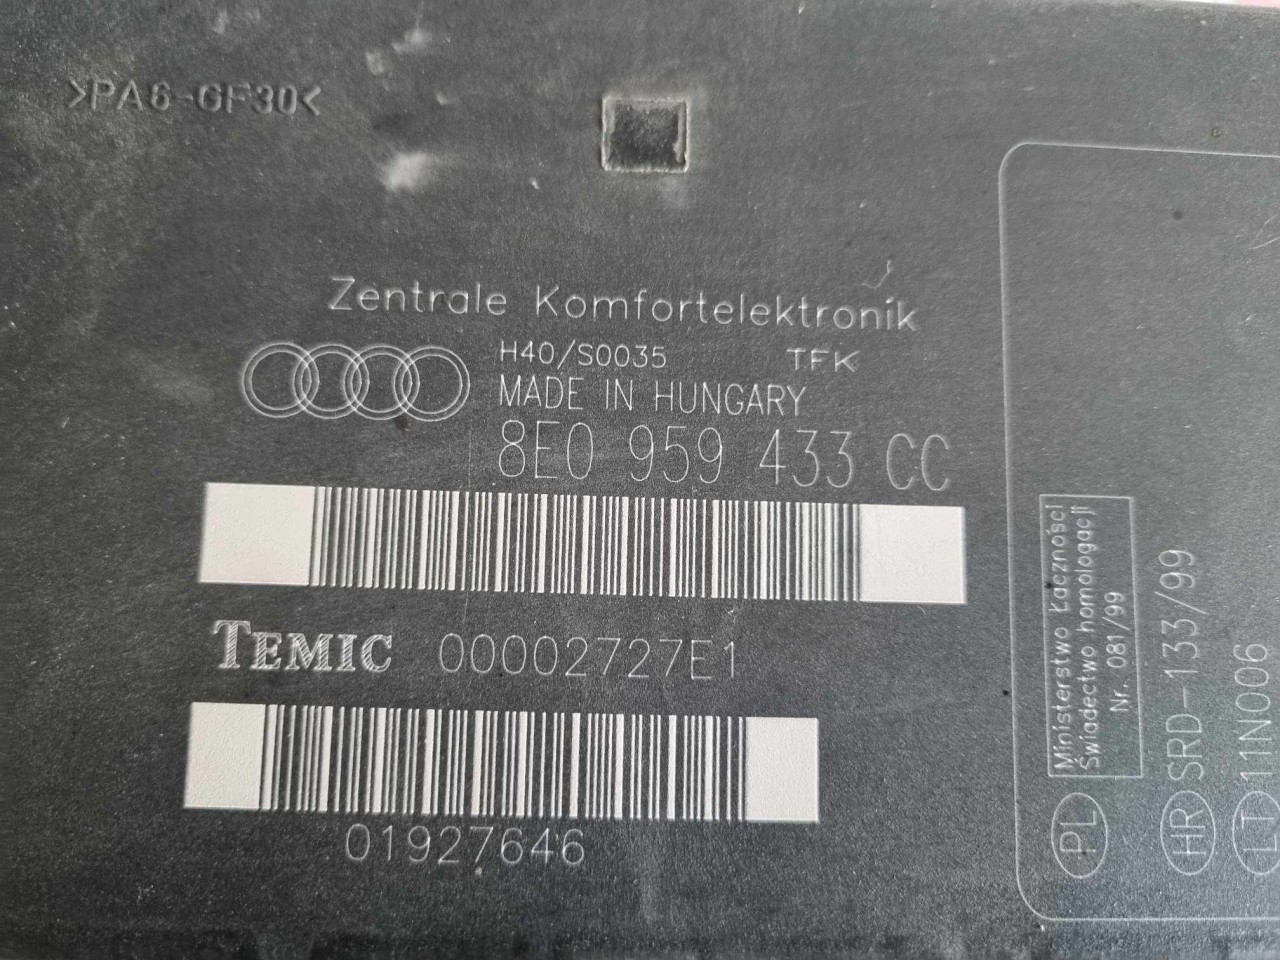 >PA6-GF30<
Zentrale Komfortelektronik
H40/S0035 TFK
MADE IN HUNGARY
8E0 959 433 CC
TEMIC 00002727E1
01927646
Ministerstwo Łaczności
Świadectwo homologacji
Nr. 081/99
PL
HR SRD-133/99
LT 11N006